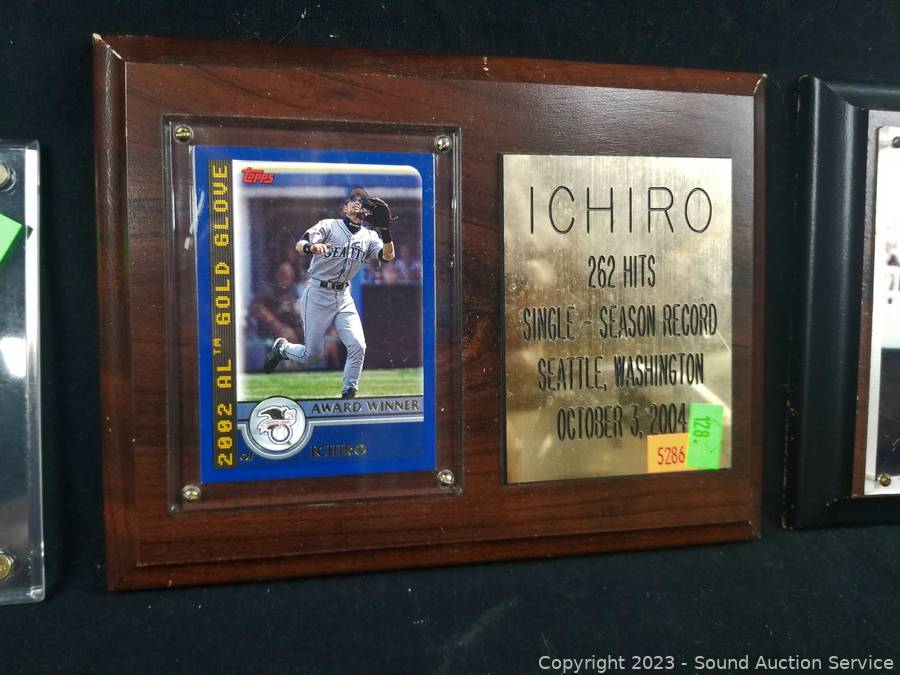 Topps
2002 AL™ GOLD GLOVE
SEATTLE
AWARD WINNER
OF
ICHIRO
ICHIRO
262 HITS
SINGLE - SEASON RECORD
SEATTLE, WASHINGTON
OCTOBER 3, 2004
5286
128.
Copyright © 2023 - Sound Auction Service